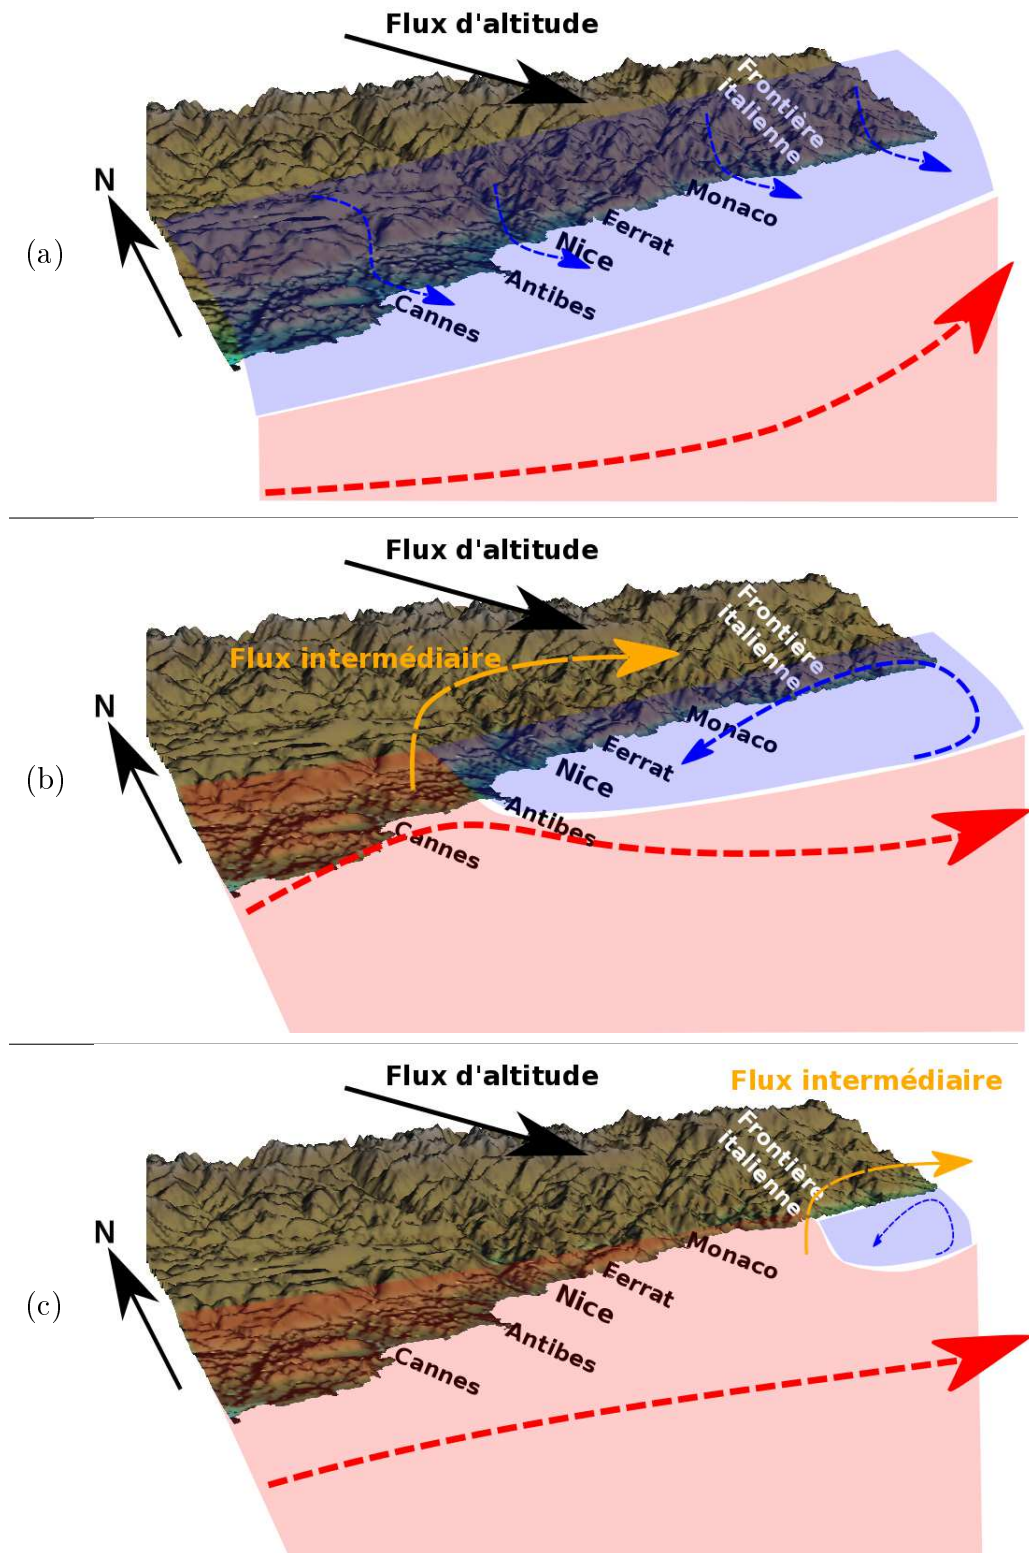 Flux d'altitude
Frontière
italienne
N
Monaco
Ferrat
Nice
Antibes
Cannes
(a)
Flux d'altitude
Frontière
italienne
Flux intermédiaire
N
Monaco
Ferrat
Nice
Antibes
Cannes
(b)
Flux d'altitude
Flux intermédiaire
Frontière
italienne
N
Monaco
Ferrat
Nice
Antibes
Cannes
(c)